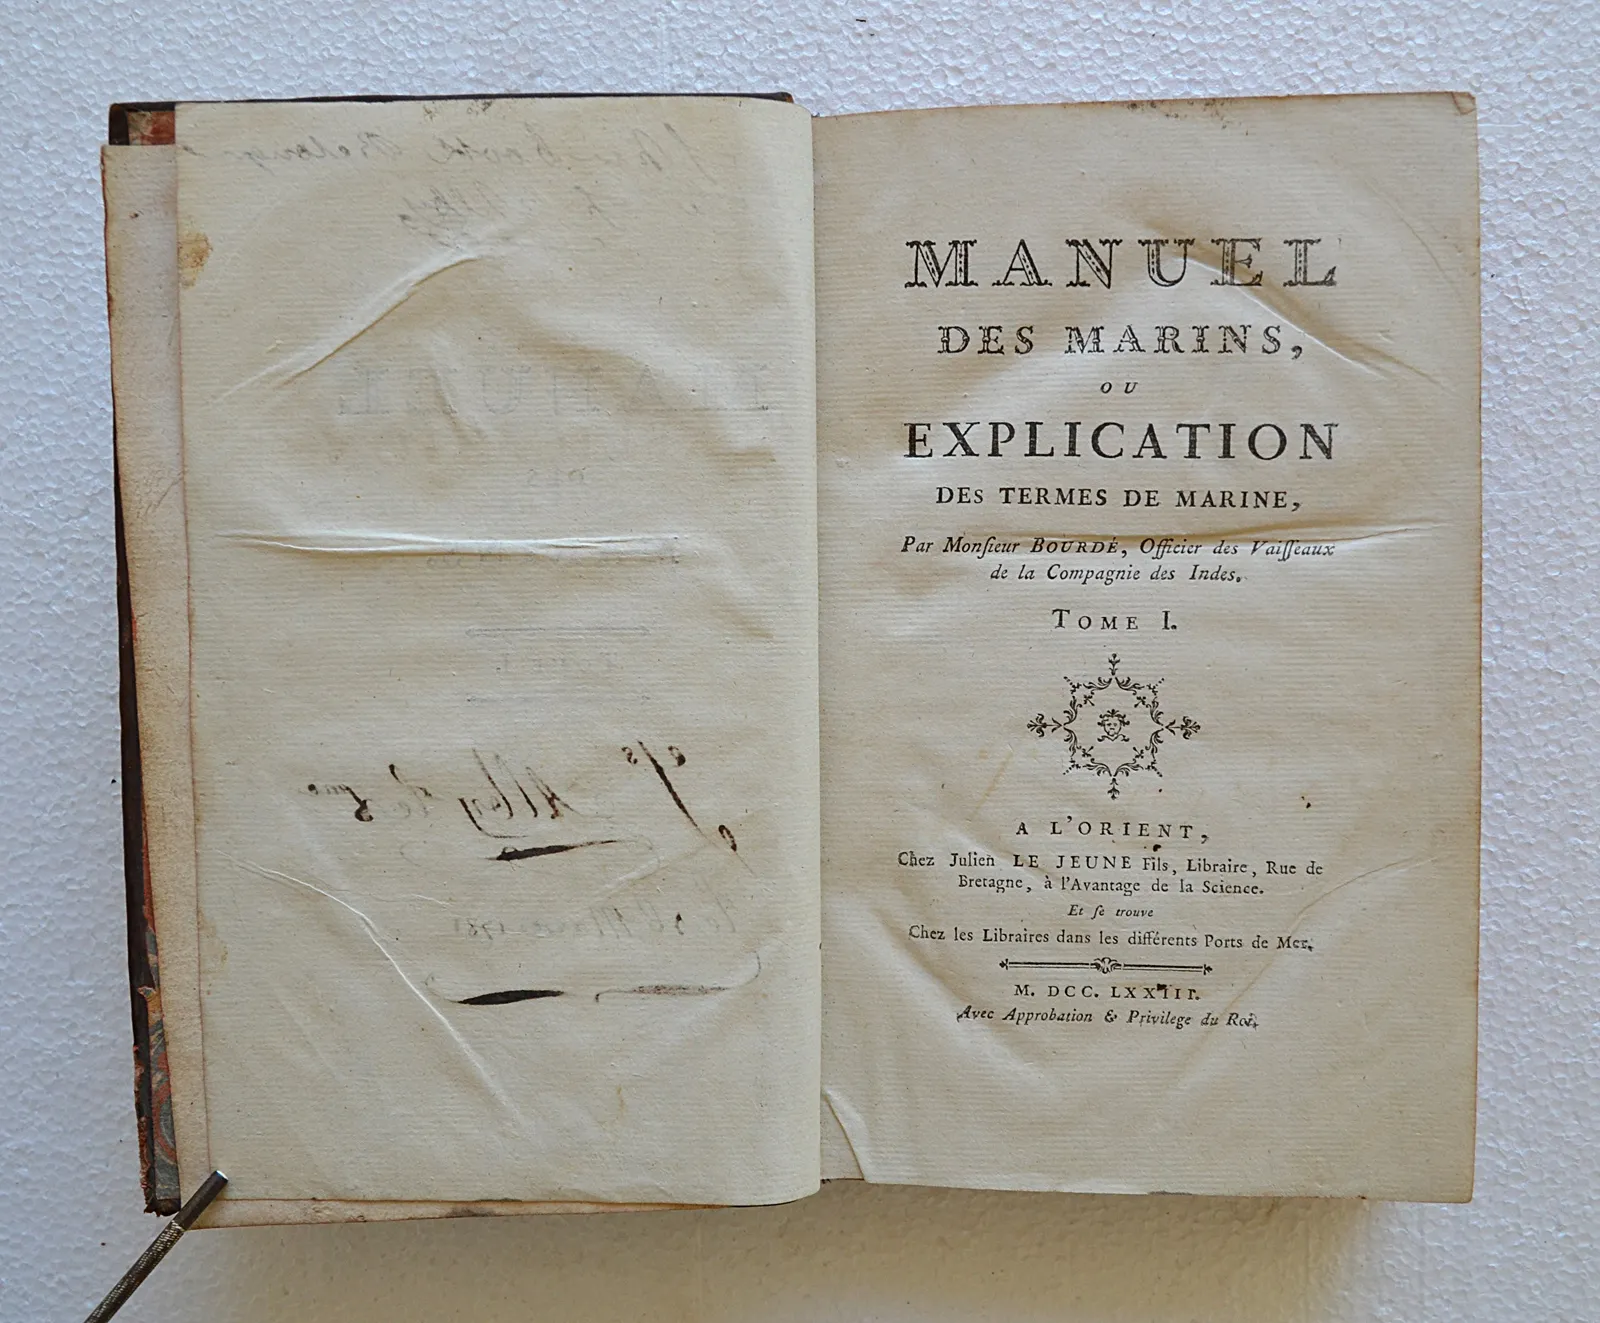 MANUEL
DES MARINS,
OU
EXPLICATION
DES TERMES DE MARINE,
Par Monſieur BOURDÉ, Officier des Vaiſſeaux
de la Compagnie des Indes.
TOME I.
A L'ORIENT,
Chez Julien LE JEUNE Fils, Libraire, Rue de
Bretagne, à l'Avantage de la Science.
Et ſe trouve
Chez les Libraires dans les différents Ports de Mer.
M. DCC. LXXIII.
Avec Approbation & Privilege du Roi.